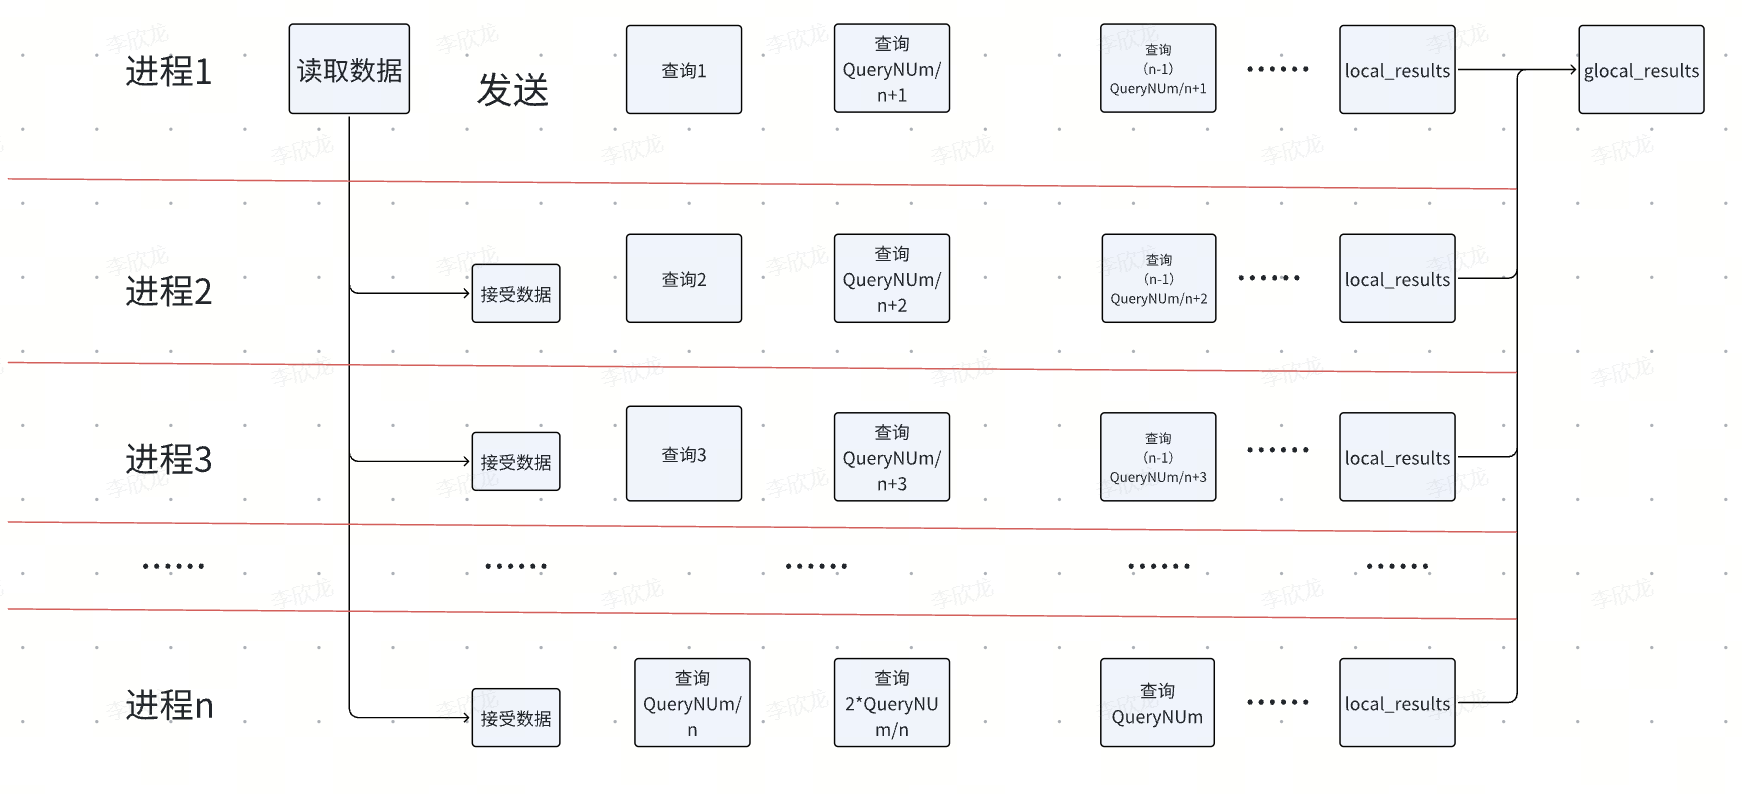 进程1
读取数据
发送
查询1
查询
QueryNUm/
n+1
查询
(n-1)
QueryNUm/n+1
......
local_results
glocal_results
进程2
接受数据
查询2
查询
QueryNUm/
n+2
查询
(n-1)
QueryNUm/n+2
......
local_results
进程3
接受数据
查询3
查询
QueryNUm/
n+3
查询
(n-1)
QueryNUm/n+3
......
local_results
......
......
......
......
......
进程n
接受数据
查询
QueryNUm/
n
查询
2*QueryNU
m/n
查询
QueryNUm
......
local_results
李欣龙